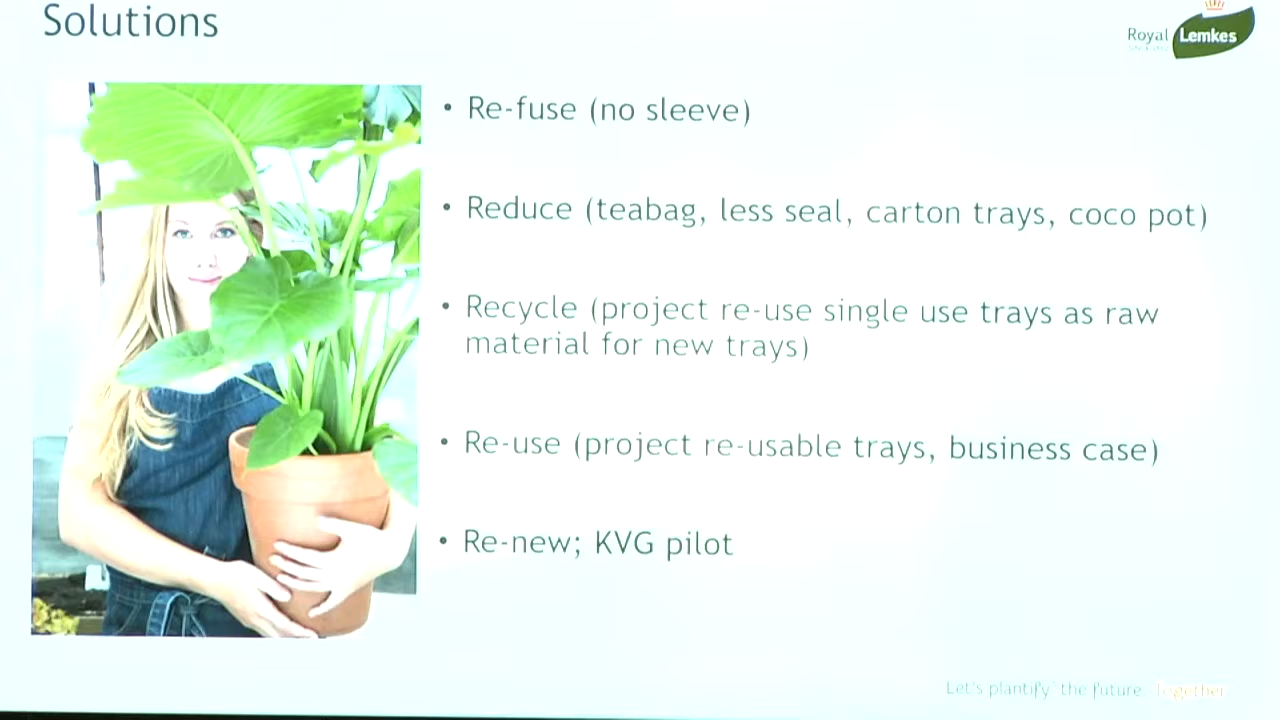 Solutions
Royal Lemkes
• Re-fuse (no sleeve)
• Reduce (teabag, less seal, carton trays, coco pot)
• Recycle (project re-use single use trays as raw
material for new trays)
• Re-use (project re-usable trays, business case)
• Re-new; KVG pilot
Let's plantify the future. Together